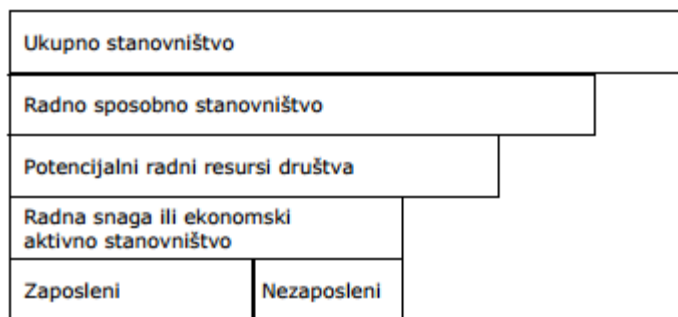 Ukupno stanovništvo
Radno sposobno stanovništvo
Potencijalni radni resursi društva
Radna snaga ili ekonomski
aktivno stanovništvo
Zaposleni
Nezaposleni